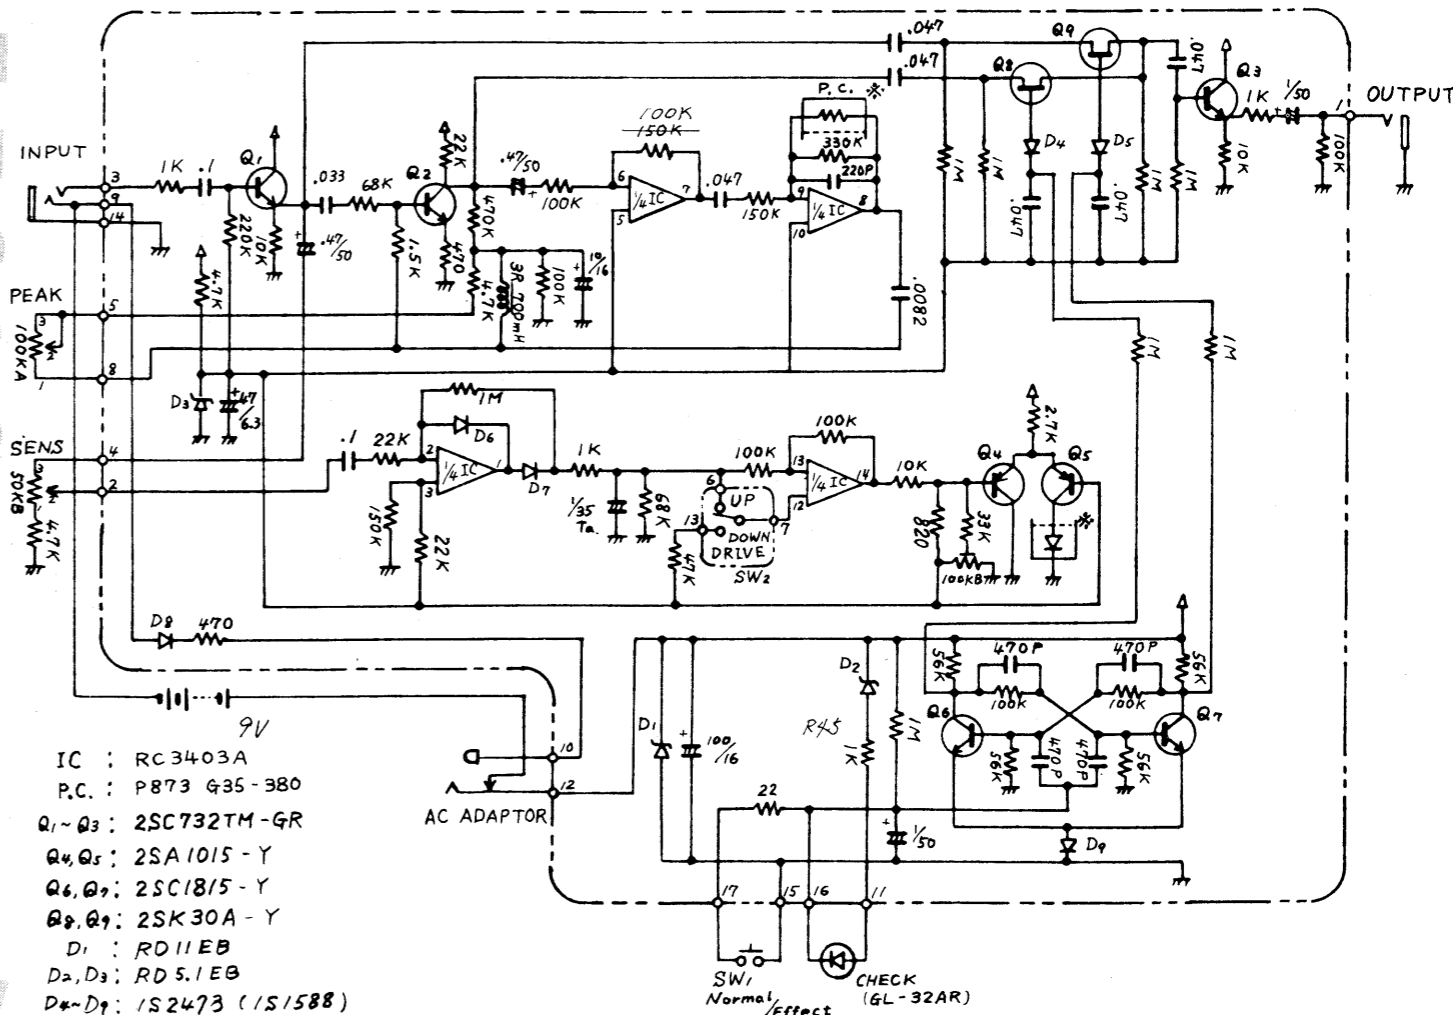 INPUT
3
9
14
1K
.1
Q1
220K
10K
.47/50
.033
68K
Q2
22K
.47/50
100K
470K
470
1.5K
4.7K
3R 700mH
100K
10/16
100K
150K
6
5
7
1/4 IC
.047
150K
P.C. ※
330K
220P
9
10
8
1/4 IC
.0082
.047
.047
1M
1M
Q8
Q9
D4
D5
.047
.047
1M
1M
.047
Q3
1K
1/50
10K
100K
1
OUTPUT
PEAK
3
2
1
100KA
5
8
4.7K
D3
47/6.3
SENS
3
2
1
50KB
4.7K
4
2
.1
22K
1M
D6
2
3
1
1/4 IC
D7
150K
22K
1K
1/35
Ta.
68K
100K
6
UP
13
DOWN
7
DRIVE
SW2
47K
100K
13
12
14
1/4 IC
10K
820
33K
100KB
Q4
2.7K
Q5
※
1M
1M
D8
470
9V
10
12
AC ADAPTOR
D1
100/16
D2
R45
1K
1M
22
1/50
56K
470P
100K
470P
100K
56K
Q6
Q7
56K
470P
470P
56K
D9
17
15
16
11
SW1
Normal
/Effect
CHECK
(GL-32AR)
IC : RC3403A
P.C. : P873 G35-380
Q1~Q3 : 2SC732TM-GR
Q4,Q5 : 2SA1015-Y
Q6,Q7 : 2SC1815-Y
Q8,Q9 : 2SK30A-Y
D1 : RD11EB
D2,D3 : RD5.1EB
D4~D9 : 1S2473 (1S1588)